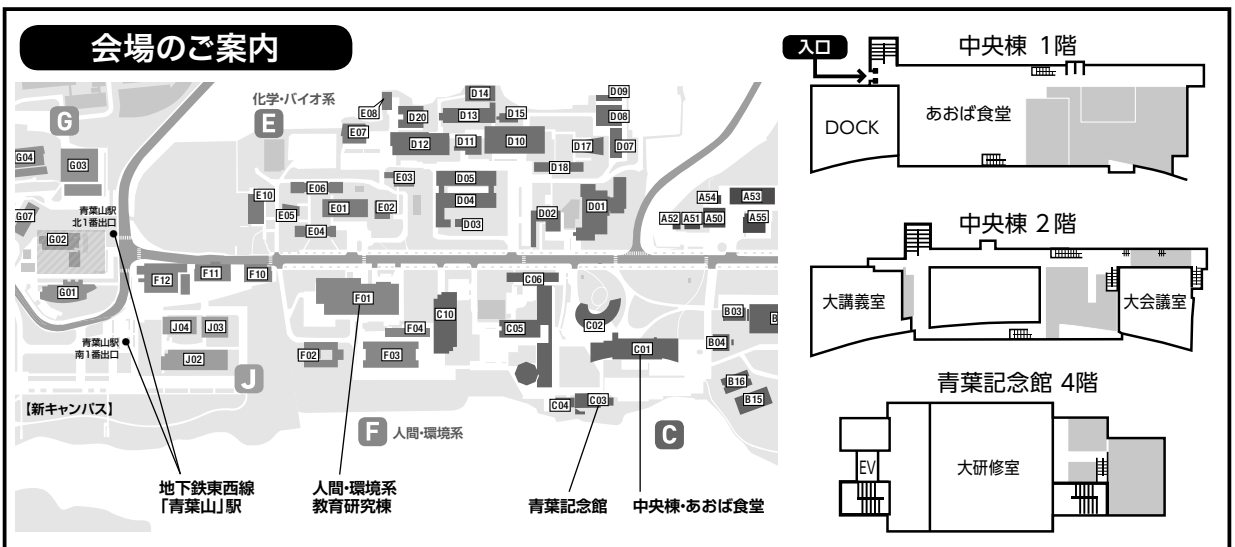 会場のご案内
化学・バイオ系
E
G
E08
D14
D09
D20
D13
D15
D08
E07
D12
D11
D10
D17
D07
G04
G03
D18
E03
D05
E06
E10
D04
A54
A53
G07
青葉山駅
北1番出口
E05
E01
E02
D03
D02
D01
A52
A51
A50
A55
E04
G02
F12
F11
F10
C06
G01
F01
C10
C02
B03
B
J04
J03
F04
C05
青葉山駅
南1番出口
J02
F02
F03
C01
B04
J
B16
B15
【新キャンパス】
C04
C03
F
人間・環境系
C
地下鉄東西線
「青葉山」駅
人間・環境系
教育研究棟
青葉記念館
中央棟・あおば食堂
入口
中央棟 1階
DOCK
あおば食堂
中央棟 2階
大講義室
大会議室
青葉記念館 4階
EV
大研修室